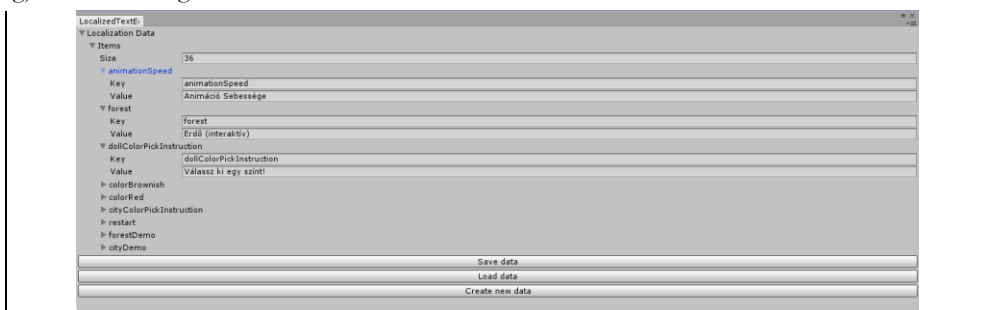 LocalizedTextE
Localization Data
Items
Size 36
animationSpeed
Key animationSpeed
Value Animáció Sebessége
forest
Key forest
Value Erdő (interaktív)
dollColorPickInstruction
Key dollColorPickInstruction
Value Válassz ki egy színt!
colorBrownish
colorRed
cityColorPickInstruction
restart
forestDemo
cityDemo
Save data
Load data
Create new data